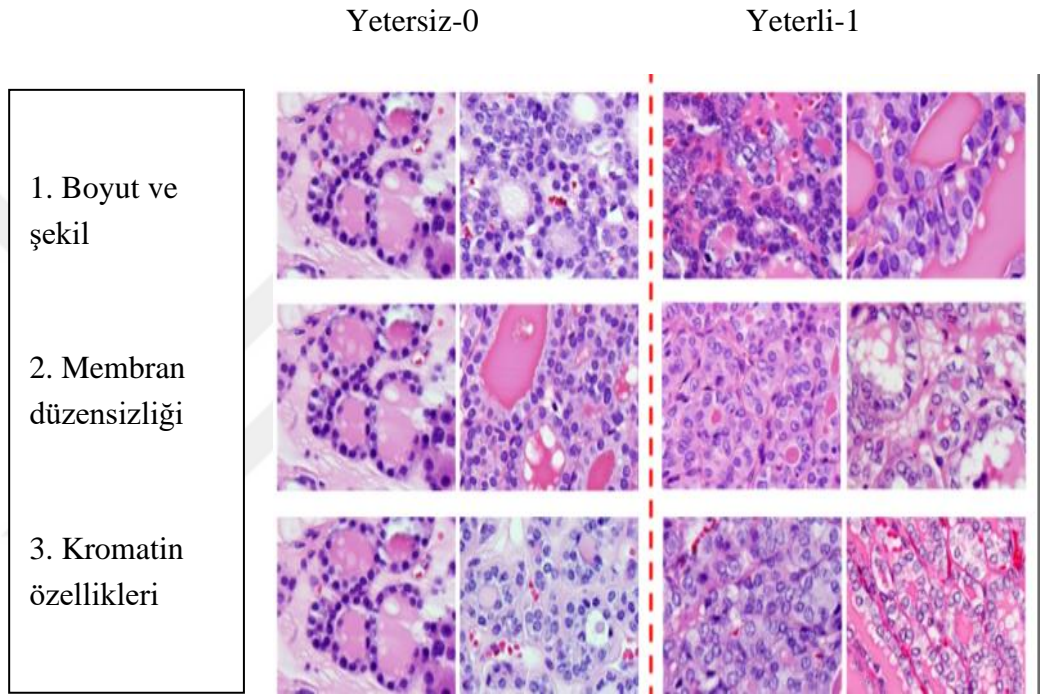 Yetersiz-0 Yeterli-1
1. Boyut ve
şekil
2. Membran
düzensizliği
3. Kromatin
özellikleri